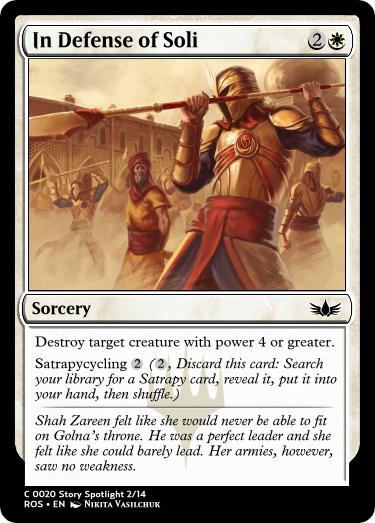 In Defense of Soli 2
Sorcery
Destroy target creature with power 4 or greater.
Satrapycycling 2 (2, Discard this card: Search
your library for a Satrapy card, reveal it, put it into
your hand, then shuffle.)
Shah Zareen felt like she would never be able to fit
on Golna's throne. He was a perfect leader and she
felt like she could barely lead. Her armies, however,
saw no weakness.
C 0020 Story Spotlight 2/14
ROS • EN Nikita Vasilchuk